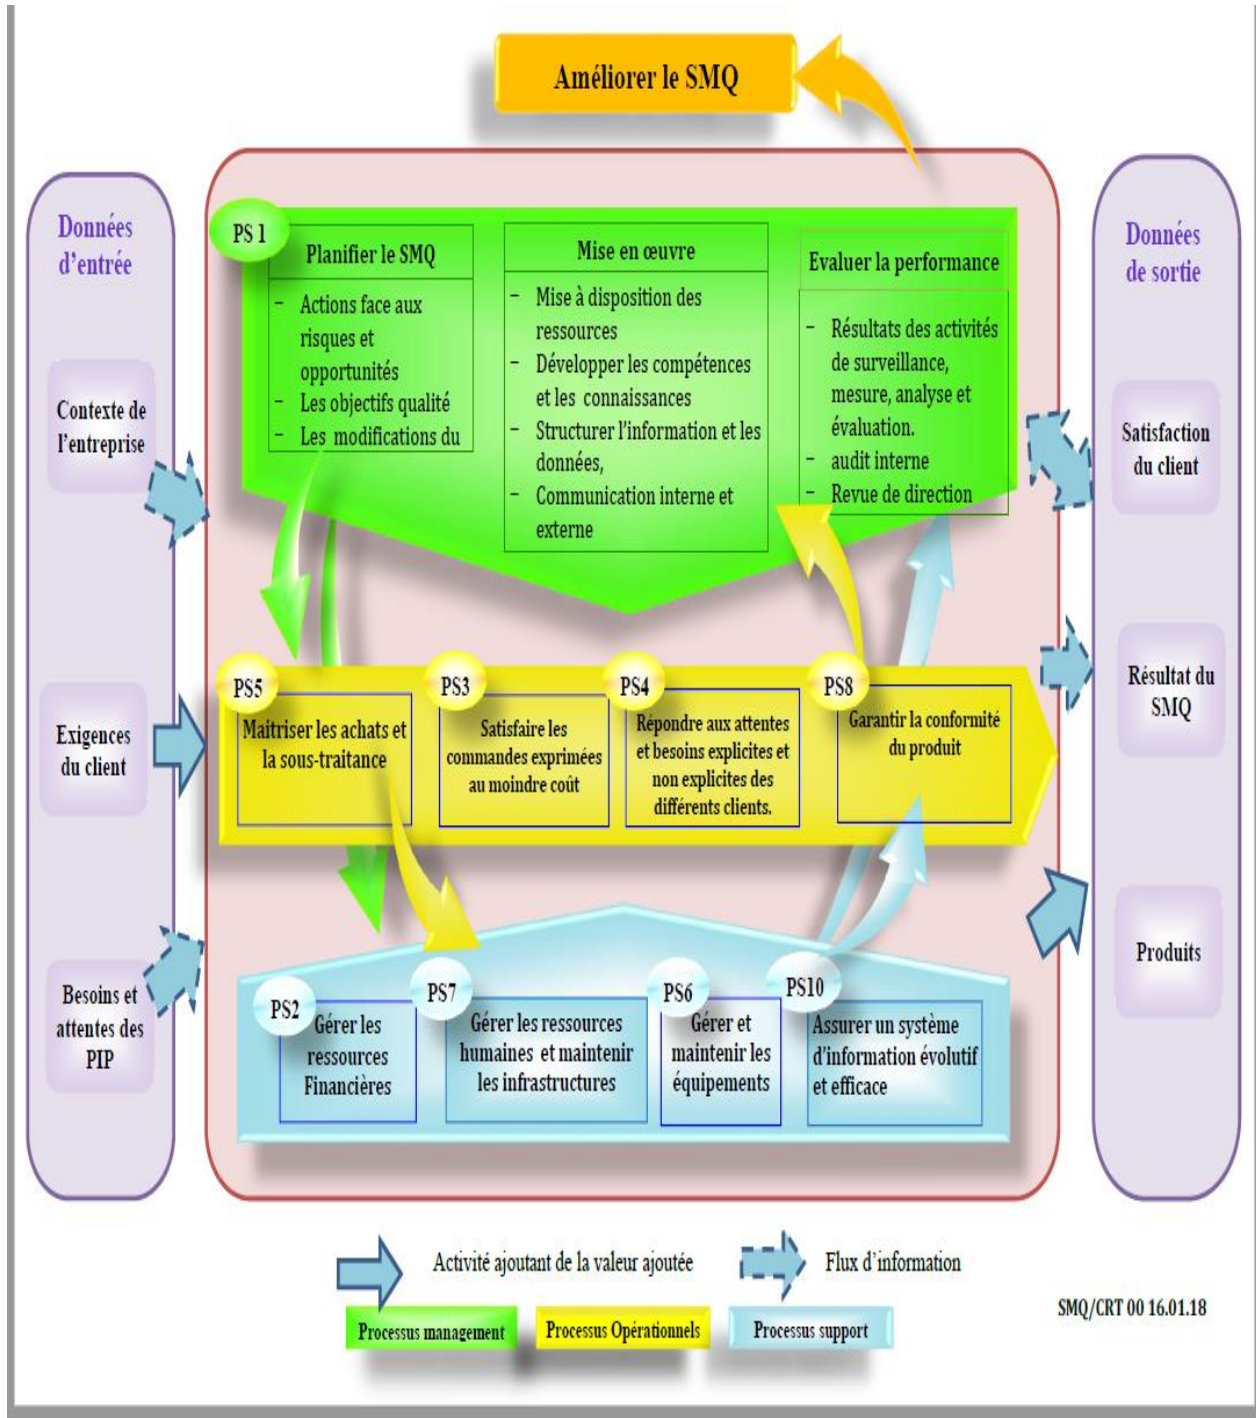 Améliorer le SMQ
Données
d'entrée
Contexte de
l'entreprise
Exigences
du client
Besoins et
attentes des
PIP
PS 1
Planifier le SMQ
– Actions face aux
risques et
opportunités
– Les objectifs qualité
– Les modifications du
Mise en œuvre
– Mise à disposition des
ressources
– Développer les compétences
et les connaissances
– Structurer l'information et les
données,
– Communication interne et
externe
Evaluer la performance
– Résultats des activités
de surveillance,
mesure, analyse et
évaluation.
– audit interne
– Revue de direction
PS5
Maitriser les achats et
la sous-traitance
PS3
Satisfaire les
commandes exprimées
au moindre coût
PS4
Répondre aux attentes
et besoins explicites et
non explicites des
différents clients.
PS8
Garantir la conformité
du produit
PS2
Gérer les
ressources
Financières
PS7
Gérer les ressources
humaines et maintenir
les infrastructures
PS6
Gérer et
maintenir les
équipements
PS10
Assurer un système
d'information évolutif
et efficace
Données
de sortie
Satisfaction
du client
Résultat du
SMQ
Produits
Activité ajoutant de la valeur ajoutée
Flux d'information
Processus management
Processus Opérationnels
Processus support
SMQ/CRT 00 16.01.18